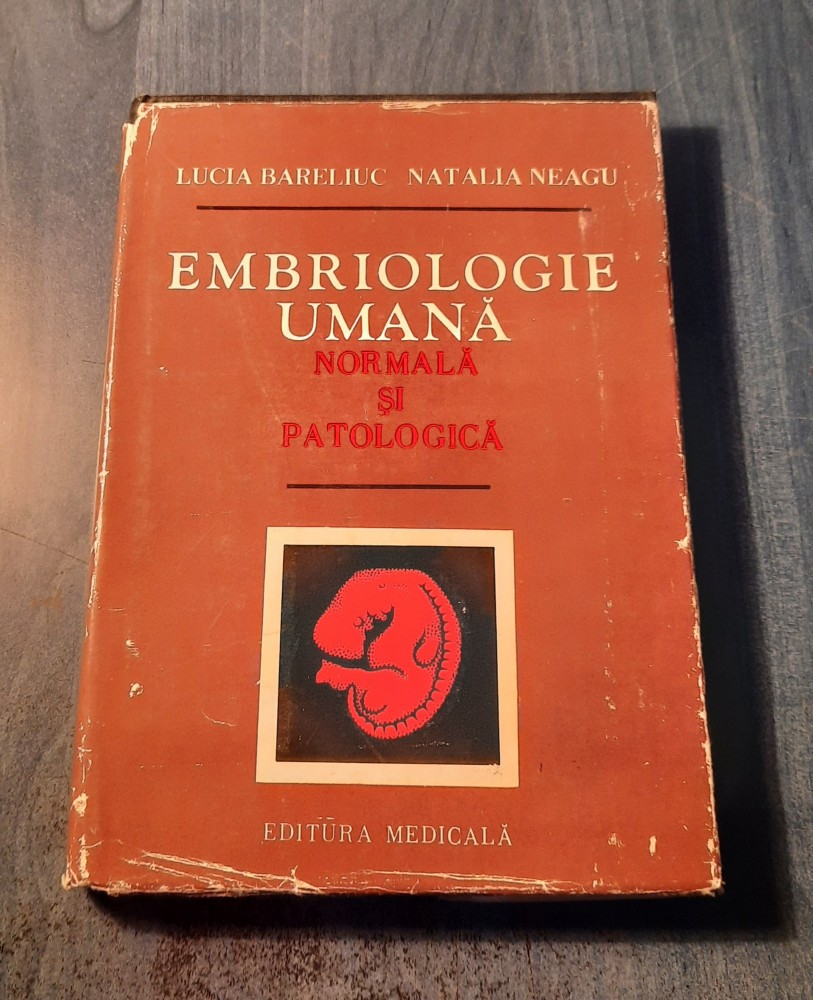 LUCIA BARELIUC NATALIA NEAGU
EMBRIOLOGIE
UMANĂ
NORMALĂ
ȘI
PATOLOGICĂ
EDITURA MEDICALĂ